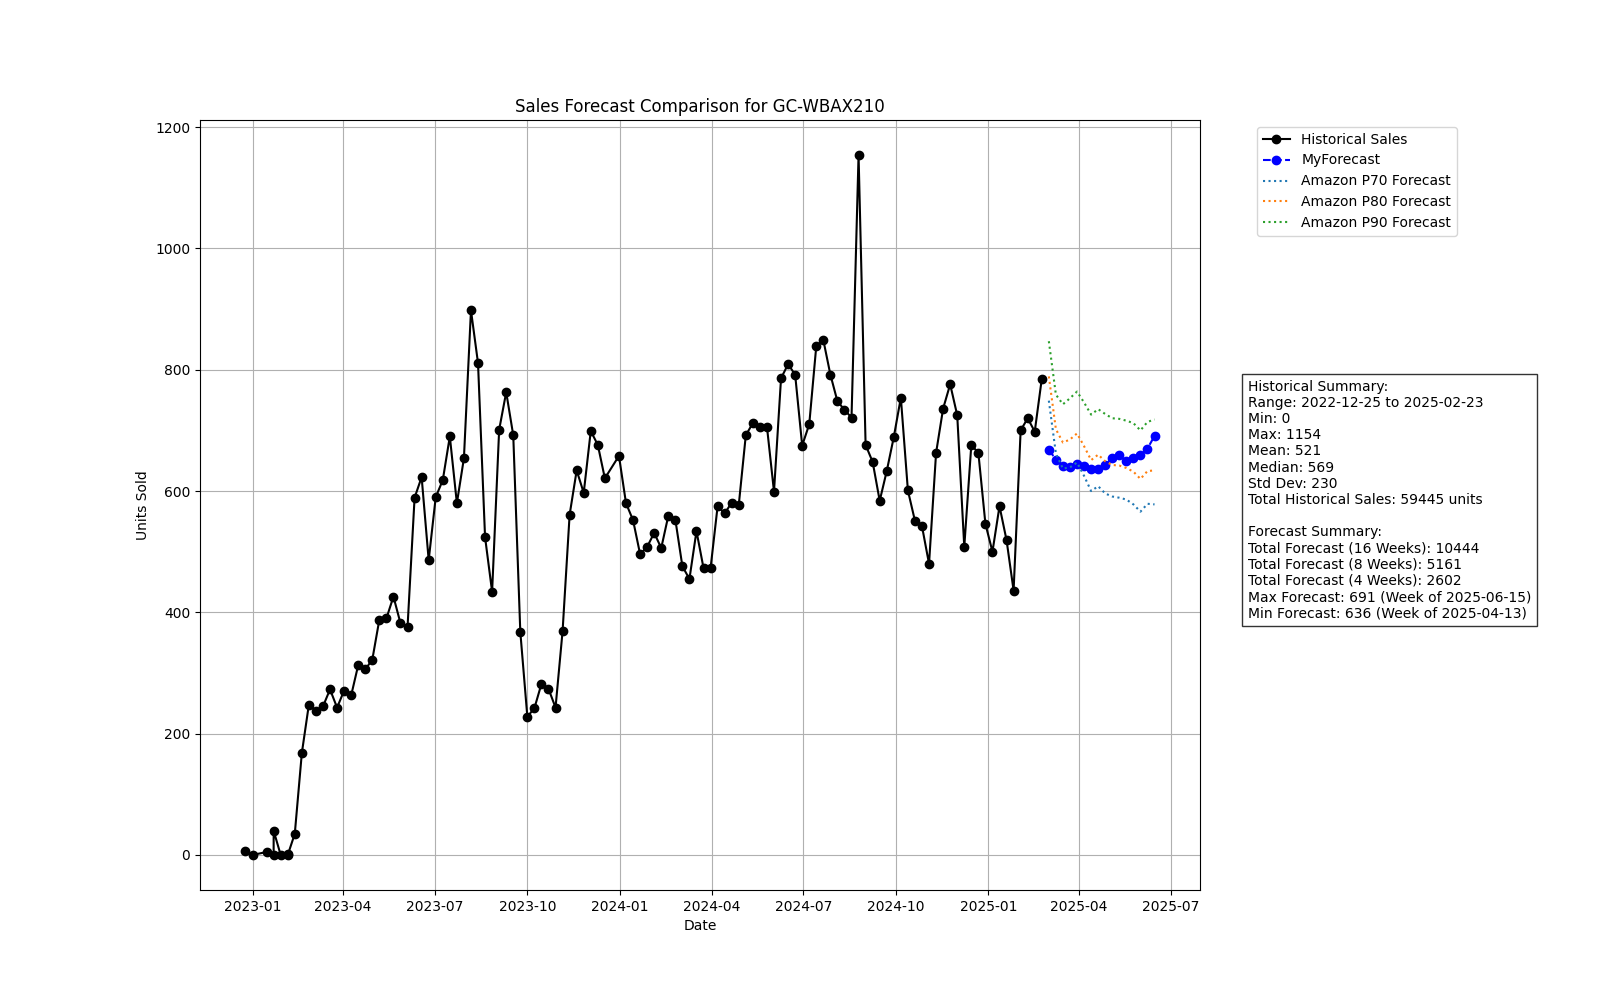 Sales Forecast Comparison for GC-WBAX210
1200
1000
800
600
400
200
0
Units Sold
2023-01 2023-04 2023-07 2023-10 2024-01 2024-04 2024-07 2024-10 2025-01 2025-04 2025-07
Date
Historical Sales
MyForecast
Amazon P70 Forecast
Amazon P80 Forecast
Amazon P90 Forecast
Historical Summary:
Range: 2022-12-25 to 2025-02-23
Min: 0
Max: 1154
Mean: 521
Median: 569
Std Dev: 230
Total Historical Sales: 59445 units
Forecast Summary:
Total Forecast (16 Weeks): 10444
Total Forecast (8 Weeks): 5161
Total Forecast (4 Weeks): 2602
Max Forecast: 691 (Week of 2025-06-15)
Min Forecast: 636 (Week of 2025-04-13)